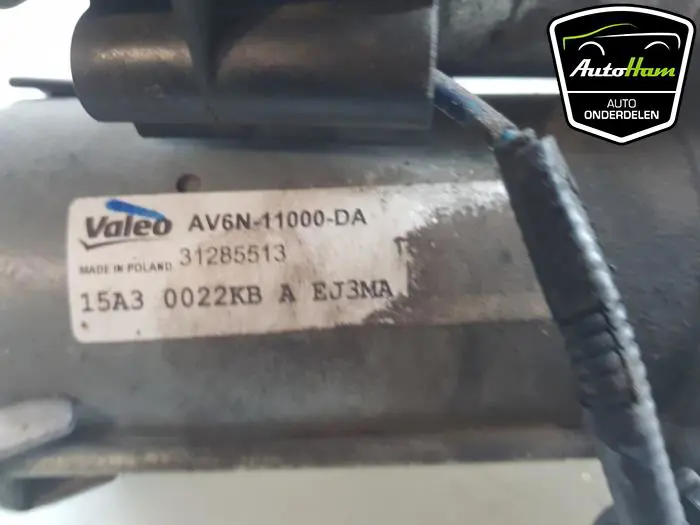 AutoHam
AUTO
ONDERDELEN
Valeo AV6N-11000-DA
MADE IN POLAND 31285513
15A3 0022KB A EJ3MA